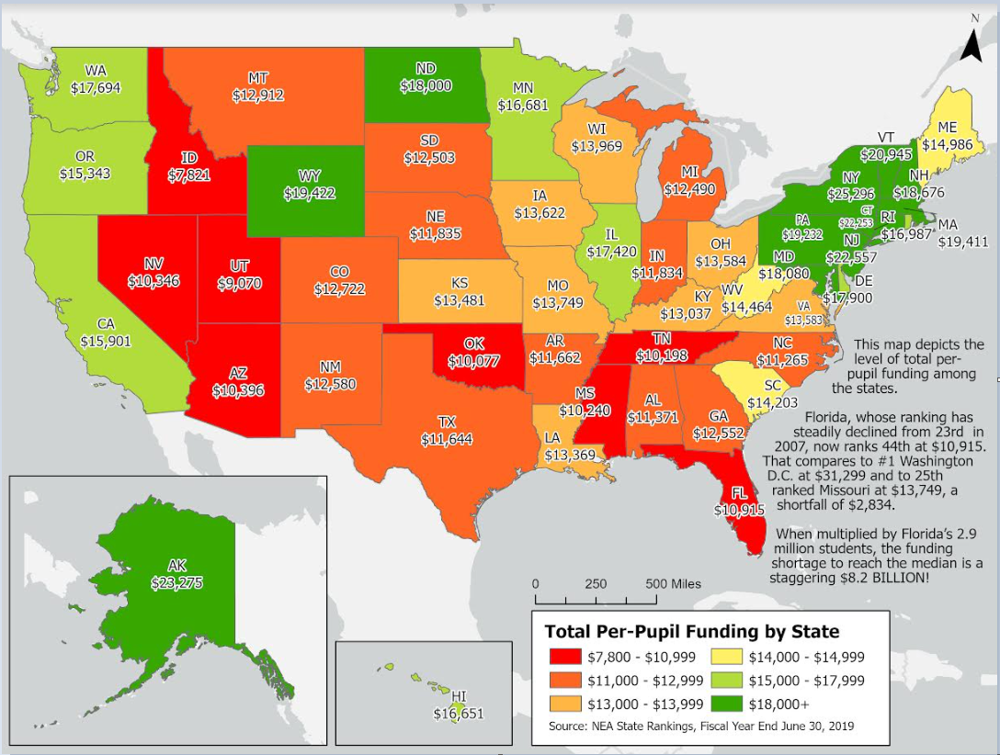 N
WA
$17,694
MT
$12,912
ND
$18,000
MN
$16,681
OR
$15,343
ID
$7,821
WY
$19,422
SD
$12,503
WI
$13,969
MI
$12,490
VT
$20,945
ME
$14,986
NY
$25,296
NH
$18,676
CT
$22,253
RI
$16,987
MA
$19,411
PA
$19,232
NJ
$22,557
MD
$18,080
DE
$17,900
NV
$10,346
UT
$9,070
CO
$12,722
NE
$11,835
IA
$13,622
IL
$17,420
IN
$11,834
OH
$13,584
KS
$13,481
MO
$13,749
KY
$13,037
WV
$14,464
VA
$13,583
CA
$15,901
AZ
$10,396
NM
$12,580
OK
$10,077
AR
$11,662
TN
$10,198
NC
$11,265
SC
$14,203
TX
$11,644
LA
$13,369
MS
$10,240
AL
$11,371
GA
$12,552
FL
$10,915
AK
$23,275
HI
$16,651
This map depicts the
level of total per-
pupil funding among
the states.
Florida, whose ranking has
steadily declined from 23rd in
2007, now ranks 44th at $10,915.
That compares to #1 Washington
D.C. at $31,299 and to 25th
ranked Missouri at $13,749, a
shortfall of $2,834.
When multiplied by Florida's 2.9
million students, the funding
shortage to reach the median is a
staggering $8.2 BILLION!
0 250 500 Miles
Total Per-Pupil Funding by State
$7,800 - $10,999 $14,000 - $14,999
$11,000 - $12,999 $15,000 - $17,999
$13,000 - $13,999 $18,000+
Source: NEA State Rankings, Fiscal Year End June 30, 2019